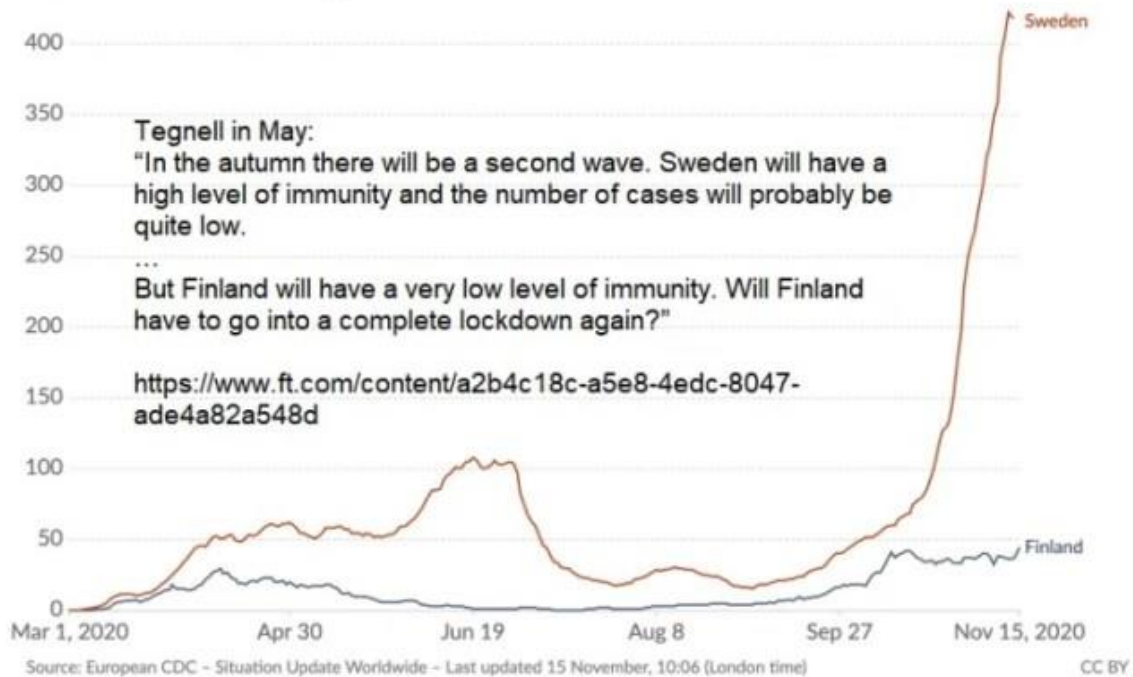 400
Sweden
350
Tegnell in May:
“In the autumn there will be a second wave. Sweden will have a
300
high level of immunity and the number of cases will probably be
quite low.
250
...
But Finland will have a very low level of immunity. Will Finland
200
have to go into a complete lockdown again?”
https://www.ft.com/content/a2b4c18c-a5e8-4edc-8047-
150
ade4a82a548d
100
50
Finland
0
Mar 1, 2020 Apr 30 Jun 19 Aug 8 Sep 27 Nov 15, 2020
Source: European CDC – Situation Update Worldwide – Last updated 15 November, 10:06 (London time) CC BY